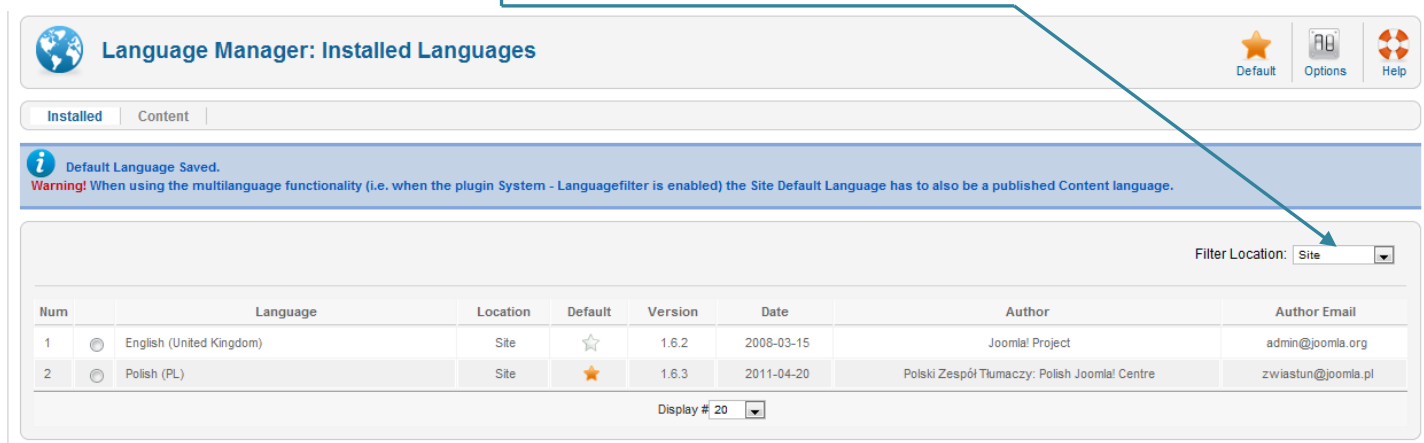 Language Manager: Installed Languages
Default Options Help
Installed Content
Default Language Saved.
Warning! When using the multilanguage functionality (i.e. when the plugin System - Languagefilter is enabled) the Site Default Language has to also be a published Content language.
Filter Location: Site
Num Language Location Default Version Date Author Author Email
1 English (United Kingdom) Site 1.6.2 2008-03-15 Joomla! Project admin@joomla.org
2 Polish (PL) Site 1.6.3 2011-04-20 Polski Zespół Tłumaczy: Polish Joomla! Centre zwiastun@joomla.pl
Display # 20